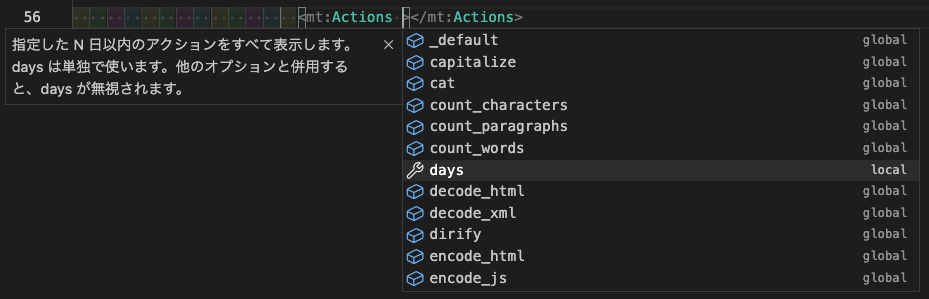 56 <mt:Actions ></mt:Actions>
指定した N 日以内のアクションをすべて表示します。
days は単独で使います。他のオプションと併用する
と、days が無視されます。
_default global
capitalize global
cat global
count_characters global
count_paragraphs global
count_words global
days local
decode_html global
decode_xml global
dirify global
encode_html global
encode_js global